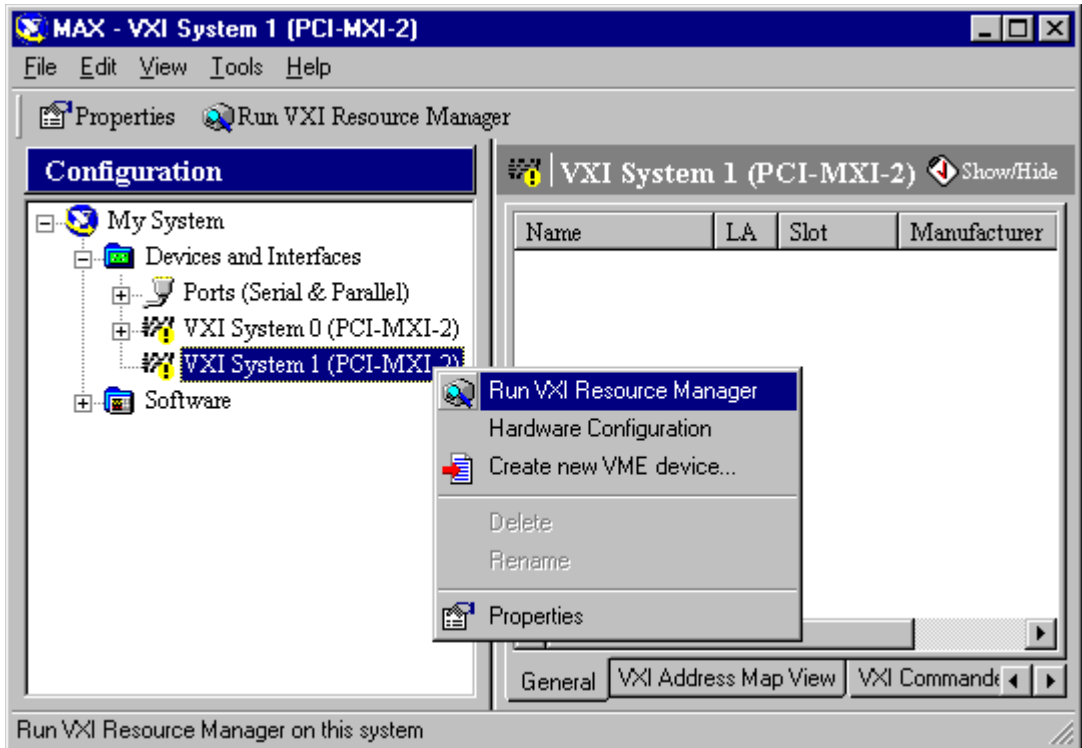 MAX - VXI System 1 (PCI-MXI-2)
File Edit View Tools Help
Properties Run VXI Resource Manager
Configuration
My System
Devices and Interfaces
Ports (Serial & Parallel)
VXI System 0 (PCI-MXI-2)
VXI System 1 (PCI-MXI-2)
Software
VXI System 1 (PCI-MXI-2) Show/Hide
Name LA Slot Manufacturer
Run VXI Resource Manager
Hardware Configuration
Create new VME device...
Delete
Rename
Properties
General VXI Address Map View VXI Commande
Run VXI Resource Manager on this system